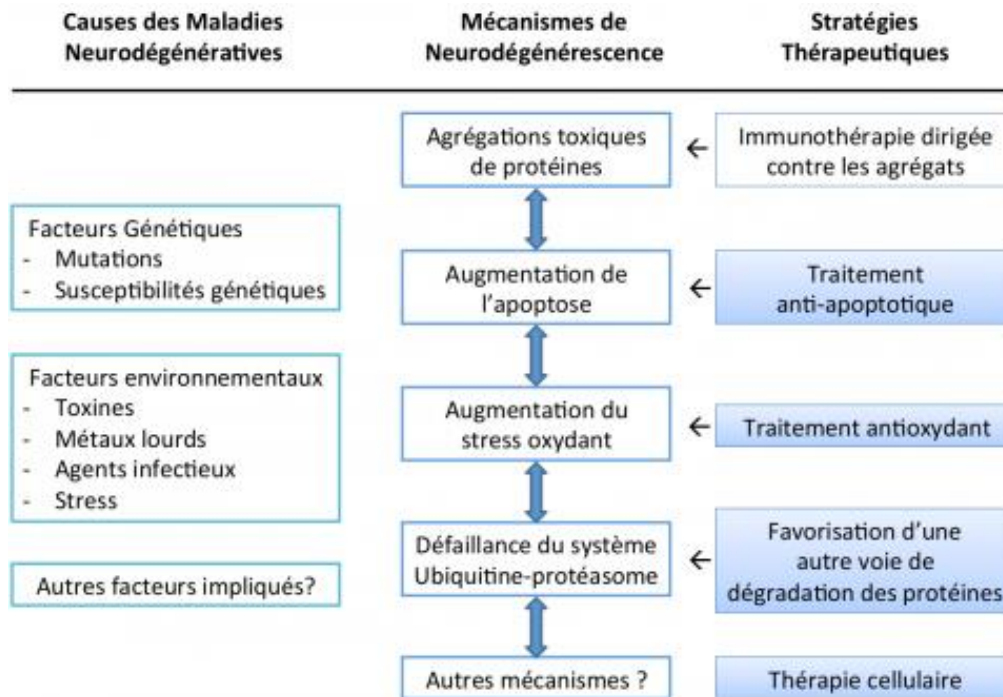 Causes des Maladies
Neurodégénératives
Mécanismes de
Neurodégénérescence
Stratégies
Thérapeutiques
Facteurs Génétiques
- Mutations
- Susceptibilités génétiques
Facteurs environnementaux
- Toxines
- Métaux lourds
- Agents infectieux
- Stress
Autres facteurs impliqués?
Agrégations toxiques
de protéines
Augmentation de
l'apoptose
Augmentation du
stress oxydant
Défaillance du système
Ubiquitine-protéasome
Autres mécanismes ?
Immunothérapie dirigée
contre les agrégats
Traitement
anti-apoptotique
Traitement antioxydant
Favorisation d'une
autre voie de
dégradation des protéines
Thérapie cellulaire